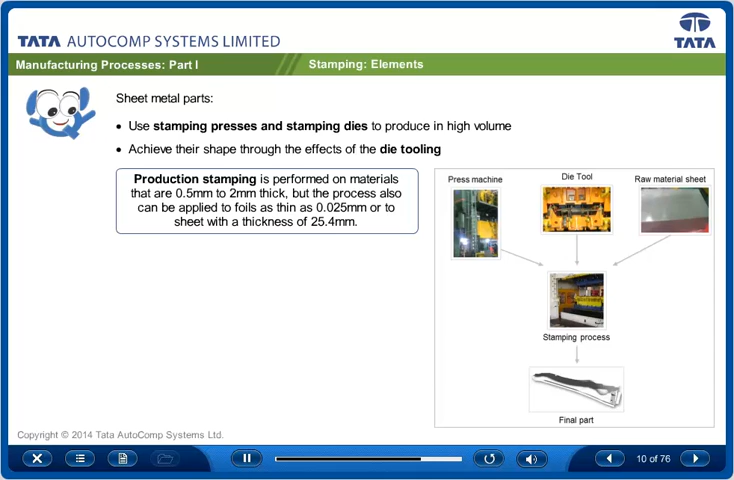 TATA AUTOCOMP SYSTEMS LIMITED
TATA
Manufacturing Processes: Part I
Stamping: Elements
Sheet metal parts:
• Use stamping presses and stamping dies to produce in high volume
• Achieve their shape through the effects of the die tooling
Production stamping is performed on materials
that are 0.5mm to 2mm thick, but the process also
can be applied to foils as thin as 0.025mm or to
sheet with a thickness of 25.4mm.
Press machine
Die Tool
Raw material sheet
Stamping process
Final part
Copyright © 2014 Tata AutoComp Systems Ltd.
10 of 76